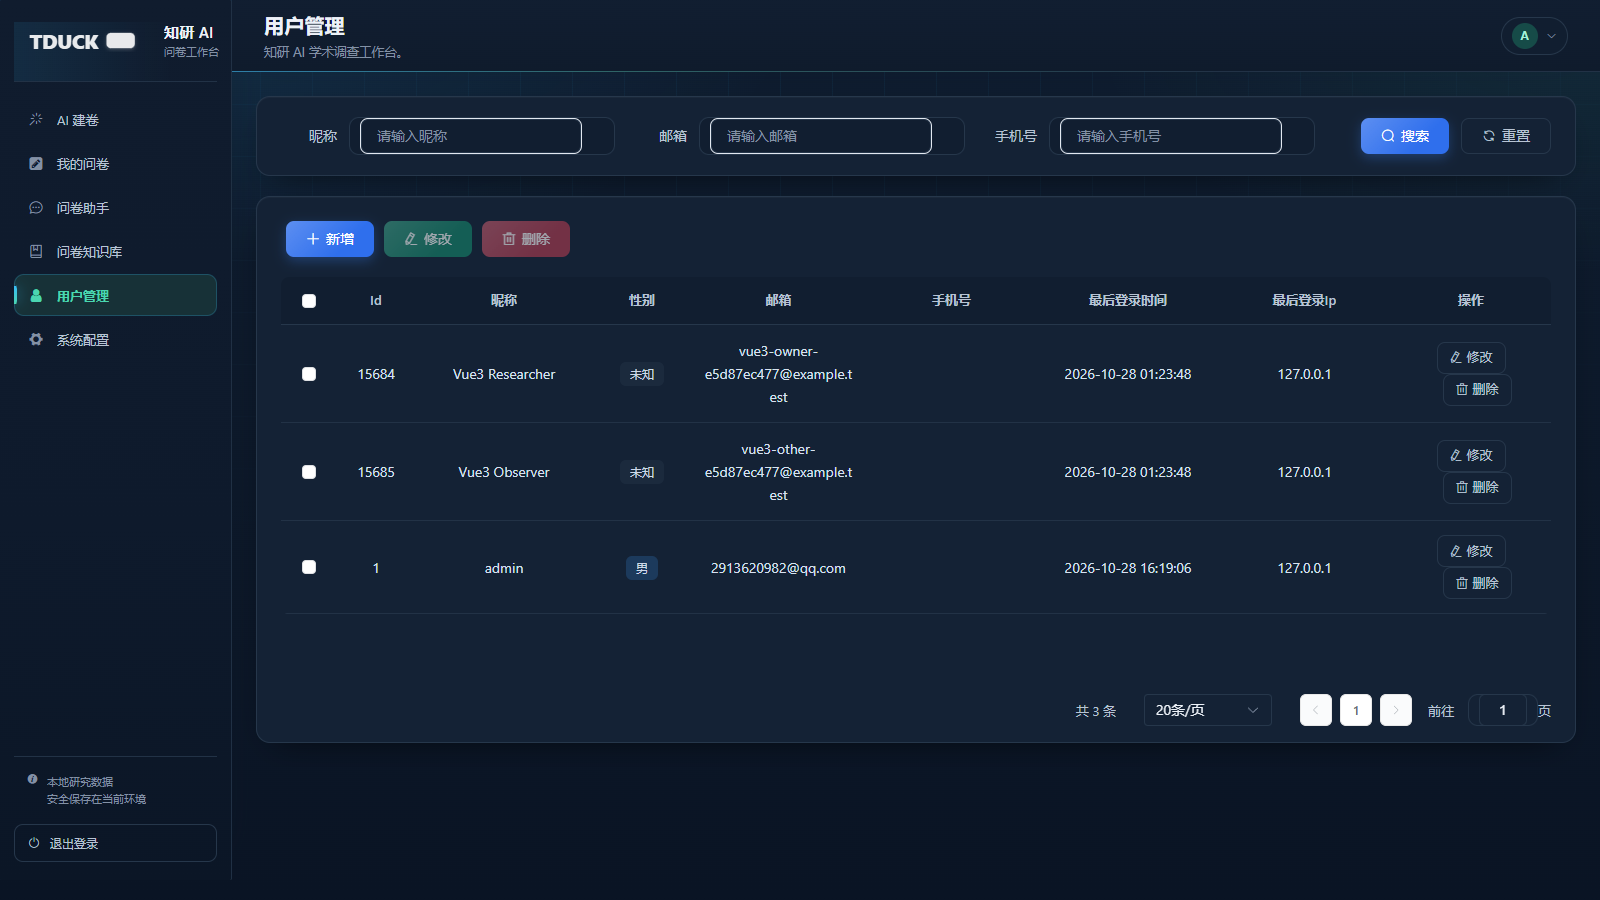 TDUCK
知研 AI
问卷工作台
AI 建卷
我的问卷
问卷助手
问卷知识库
用户管理
系统配置
本地研究数据
安全保存在当前环境
退出登录
用户管理
知研 AI 学术调查工作台。
A
昵称 请输入昵称 邮箱 请输入邮箱 手机号 请输入手机号 搜索 重置
新增 修改 删除
Id 昵称 性别 邮箱 手机号 最后登录时间 最后登录Ip 操作
vue3-owner-
15684 Vue3 Researcher 未知 e5d87ec477@example.t 2026-10-28 01:23:48 127.0.0.1 修改
est 删除
vue3-other-
15685 Vue3 Observer 未知 e5d87ec477@example.t 2026-10-28 01:23:48 127.0.0.1 修改
est 删除
1 admin 男 2913620982@qq.com 2026-10-28 16:19:06 127.0.0.1 修改
删除
共 3 条 20条/页 1 前往 1 页